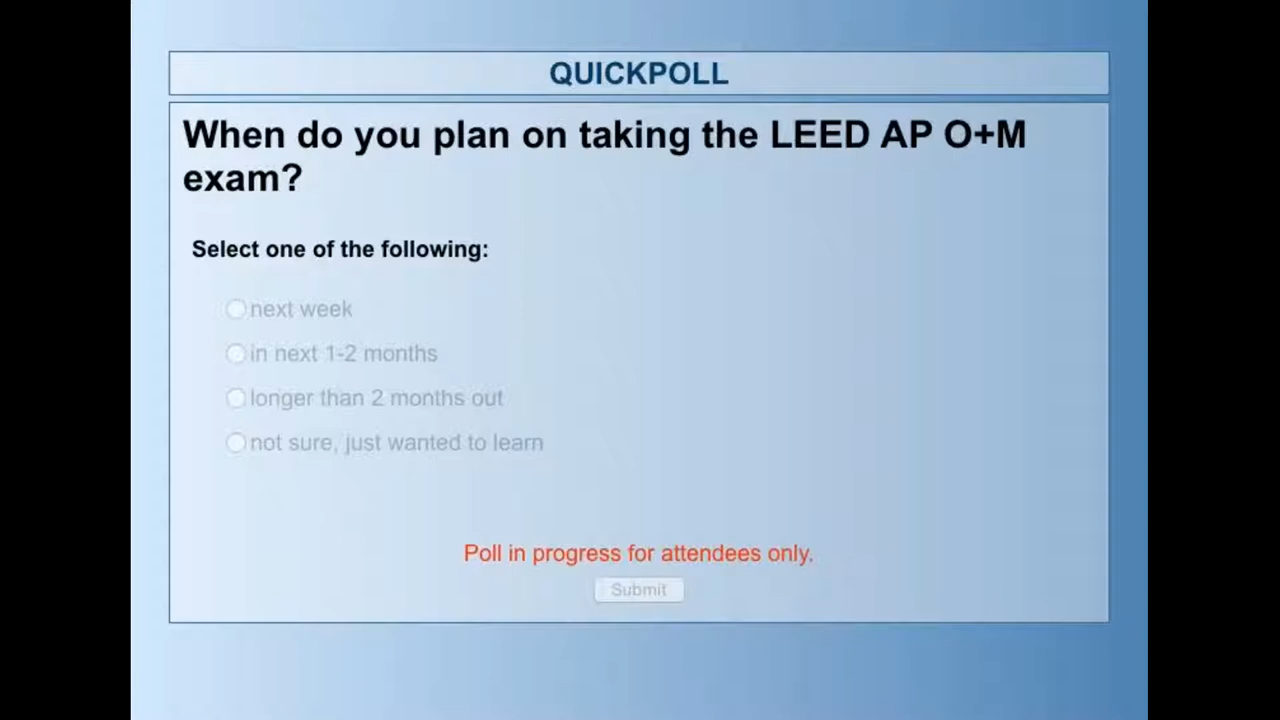 QUICKPOLL
When do you plan on taking the LEED AP O+M
exam?
Select one of the following:
next week
in next 1-2 months
longer than 2 months out
not sure, just wanted to learn
Poll in progress for attendees only.
Submit